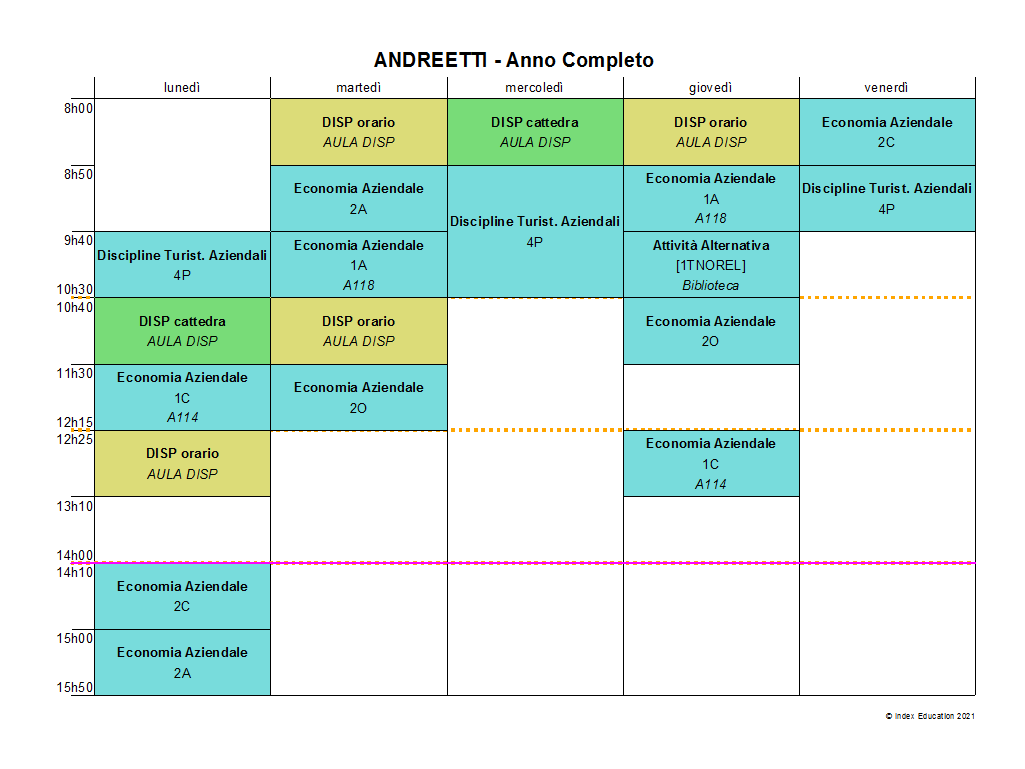 ANDREETTI - Anno Completo
lunedì martedì mercoledì giovedì venerdì
8h00
DISP orario
AULA DISP
DISP cattedra
AULA DISP
DISP orario
AULA DISP
Economia Aziendale
2C
8h50
Economia Aziendale
2A
Discipline Turist. Aziendali
4P
Economia Aziendale
1A
A118
Discipline Turist. Aziendali
4P
9h40
Discipline Turist. Aziendali
4P
Economia Aziendale
1A
A118
Attività Alternativa
[1TNOREL]
Biblioteca
10h30
10h40
DISP cattedra
AULA DISP
DISP orario
AULA DISP
Economia Aziendale
2O
11h30
Economia Aziendale
1C
A114
Economia Aziendale
2O
12h15
12h25
DISP orario
AULA DISP
Economia Aziendale
1C
A114
13h10
14h00
14h10
Economia Aziendale
2C
15h00
Economia Aziendale
2A
15h50
© Index Education 2021